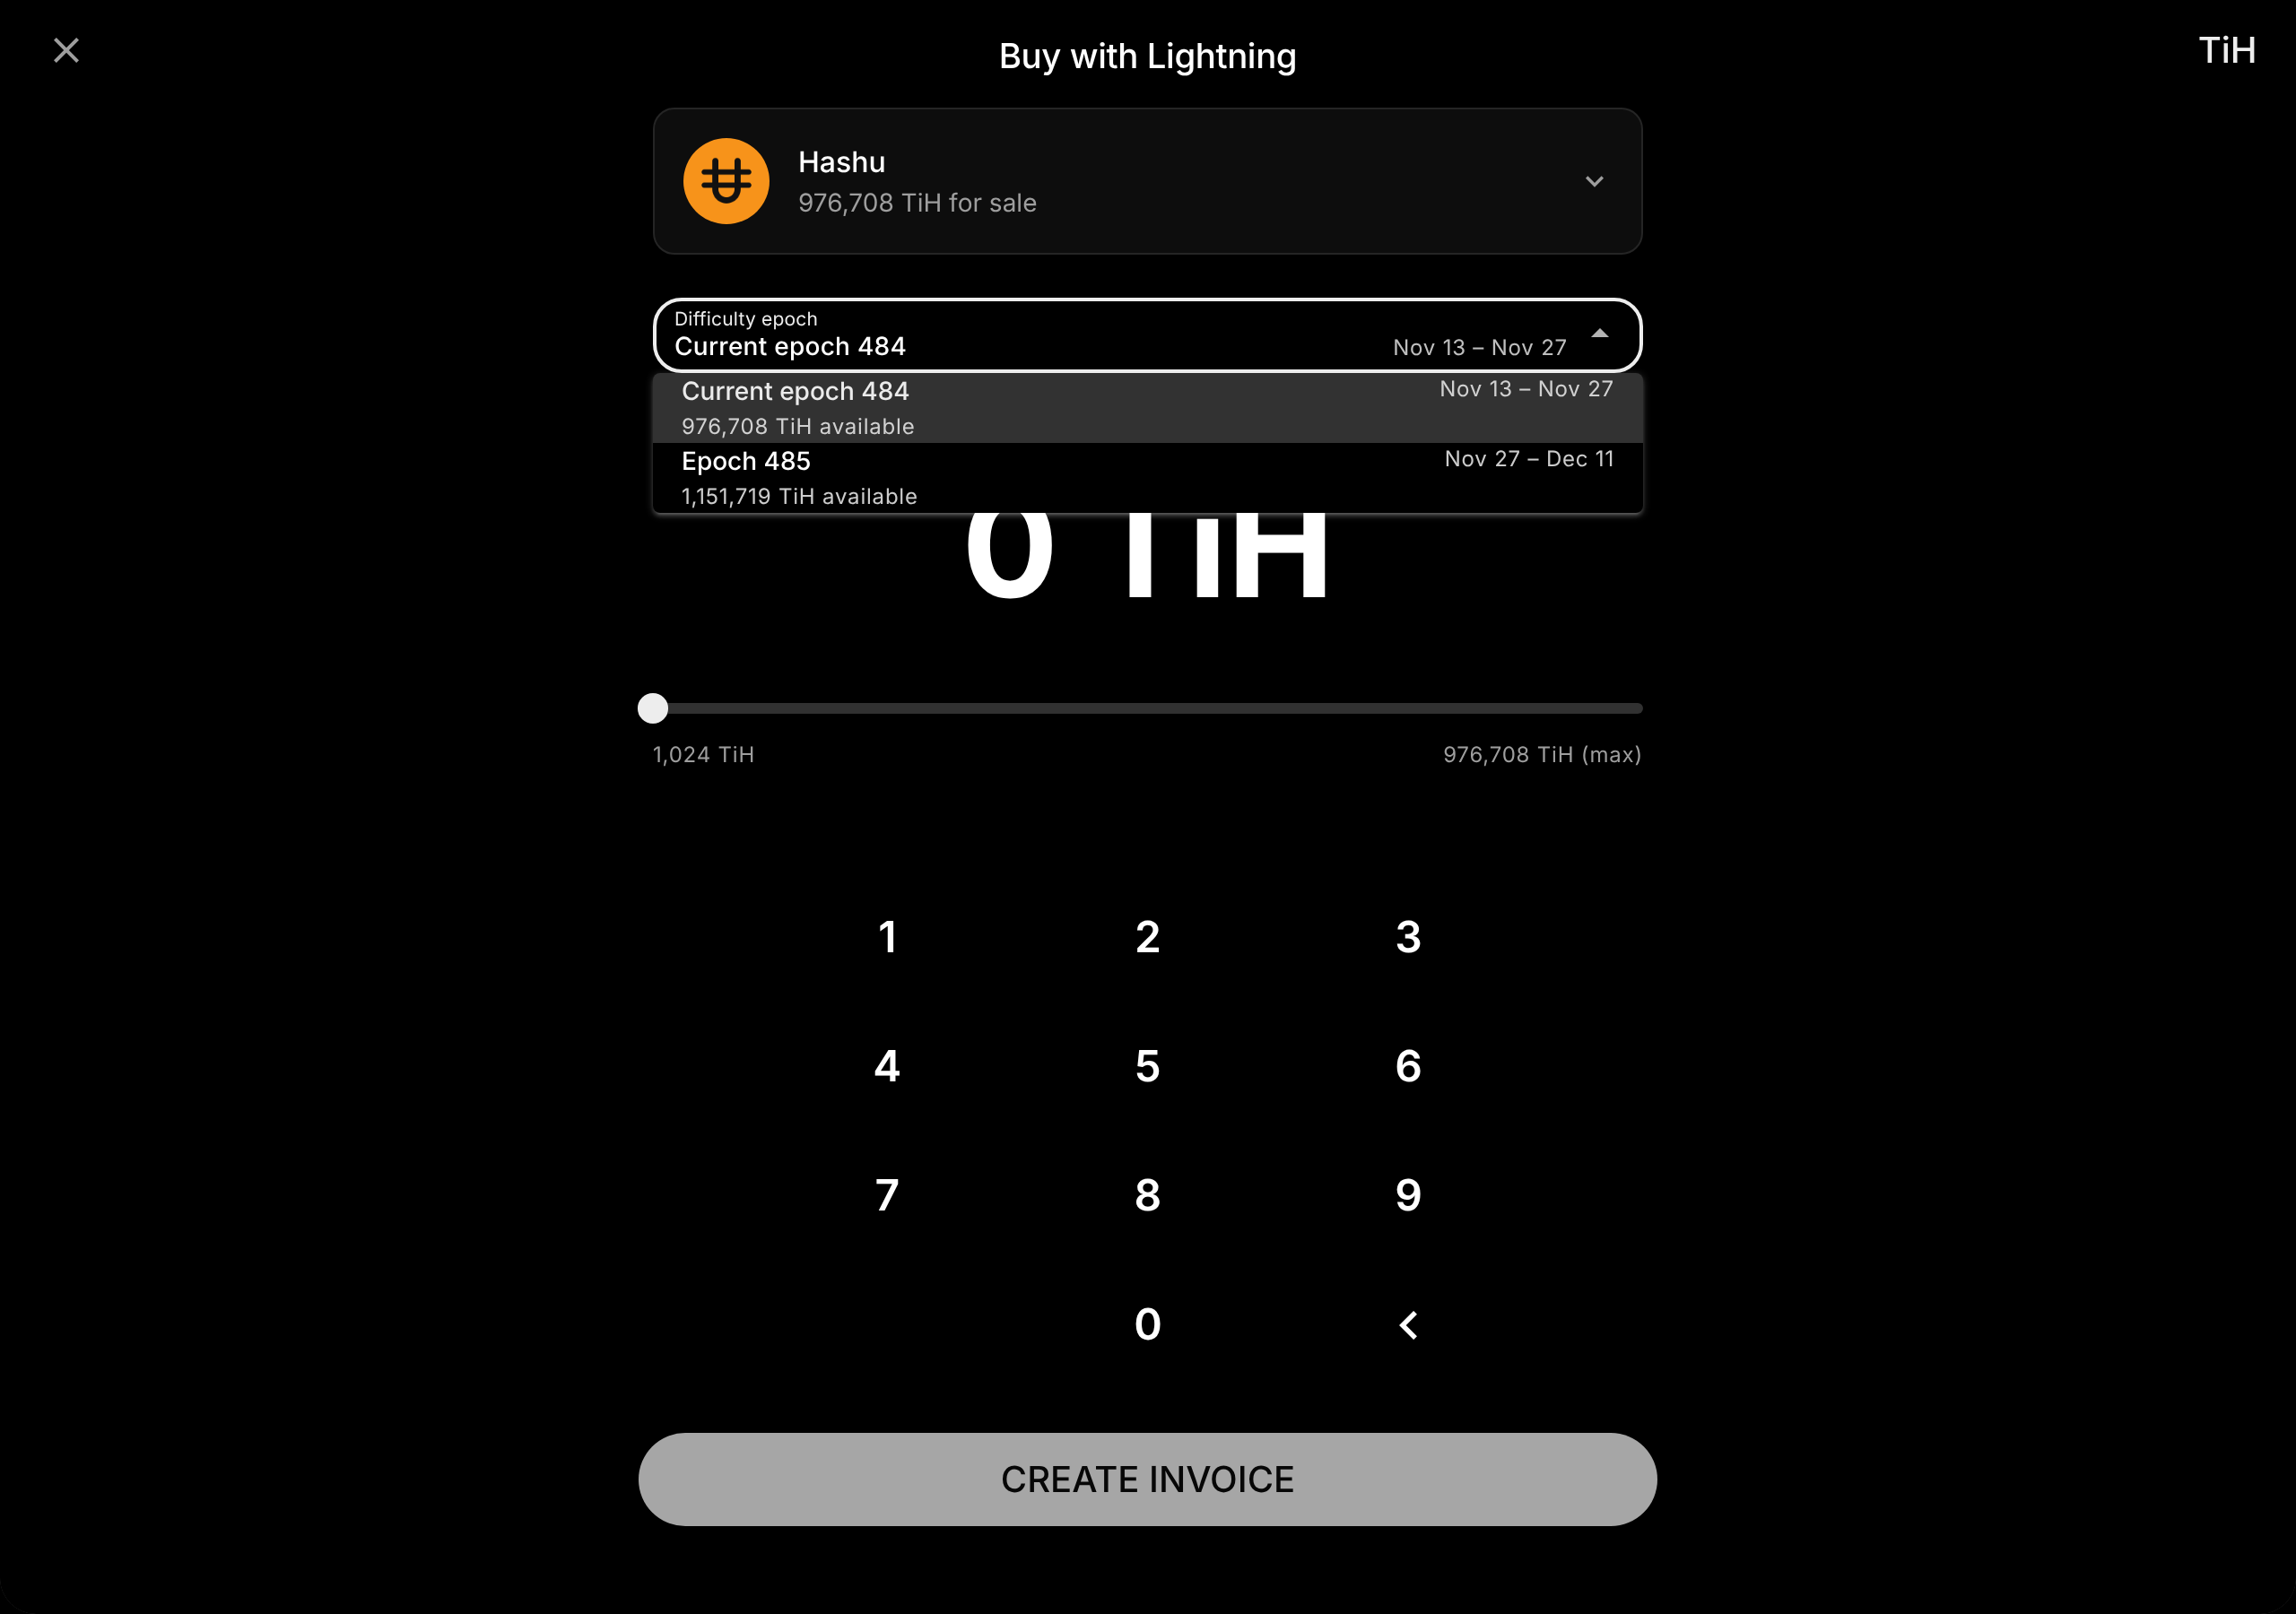 Buy with Lightning
TiH
Hashu
976,708 TiH for sale
Difficulty epoch
Current epoch 484
Nov 13 – Nov 27
Current epoch 484
Nov 13 – Nov 27
976,708 TiH available
Epoch 485
Nov 27 – Dec 11
1,151,719 TiH available
0 TiH
1,024 TiH
976,708 TiH (max)
1 2 3
4 5 6
7 8 9
0
CREATE INVOICE